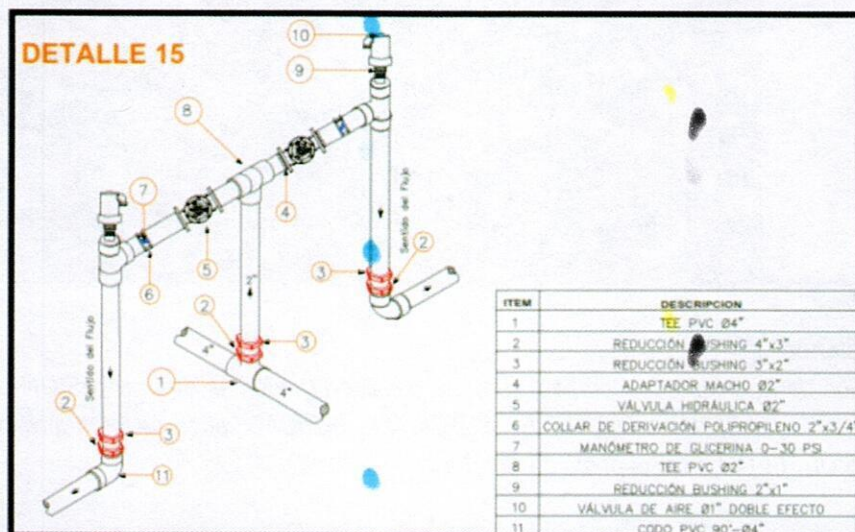 DETALLE 15
10
9
8
7
4
Sentido del Flujo
5
6
3
2
2"
2
3
4"
1
4"
Sentido del Flujo
2
3
11
ITEM DESCRIPCION
1 TEE PVC Ø4"
2 REDUCCIÓN BUSHING 4"x3"
3 REDUCCIÓN BUSHING 3"x2"
4 ADAPTADOR MACHO Ø2"
5 VÁLVULA HIDRÁULICA Ø2"
6 COLLAR DE DERIVACIÓN POLIPROPILENO 2"x3/4"
7 MANÓMETRO DE GLICERINA 0-30 PSI
8 TEE PVC Ø2"
9 REDUCCIÓN BUSHING 2"x1"
10 VÁLVULA DE AIRE Ø1" DOBLE EFECTO
11 CODO PVC 90°-Ø4"